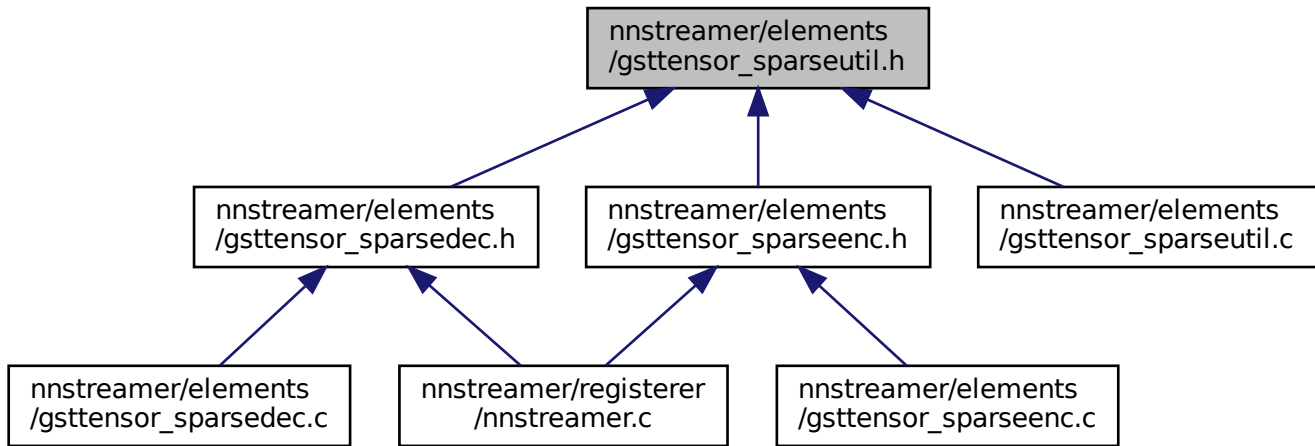 nnstreamer/elements
/gsttensor_sparseutil.h
nnstreamer/elements
/gsttensor_sparsedec.h
nnstreamer/elements
/gsttensor_sparseenc.h
nnstreamer/elements
/gsttensor_sparseutil.c
nnstreamer/elements
/gsttensor_sparsedec.c
nnstreamer/registerer
/nnstreamer.c
nnstreamer/elements
/gsttensor_sparseenc.c